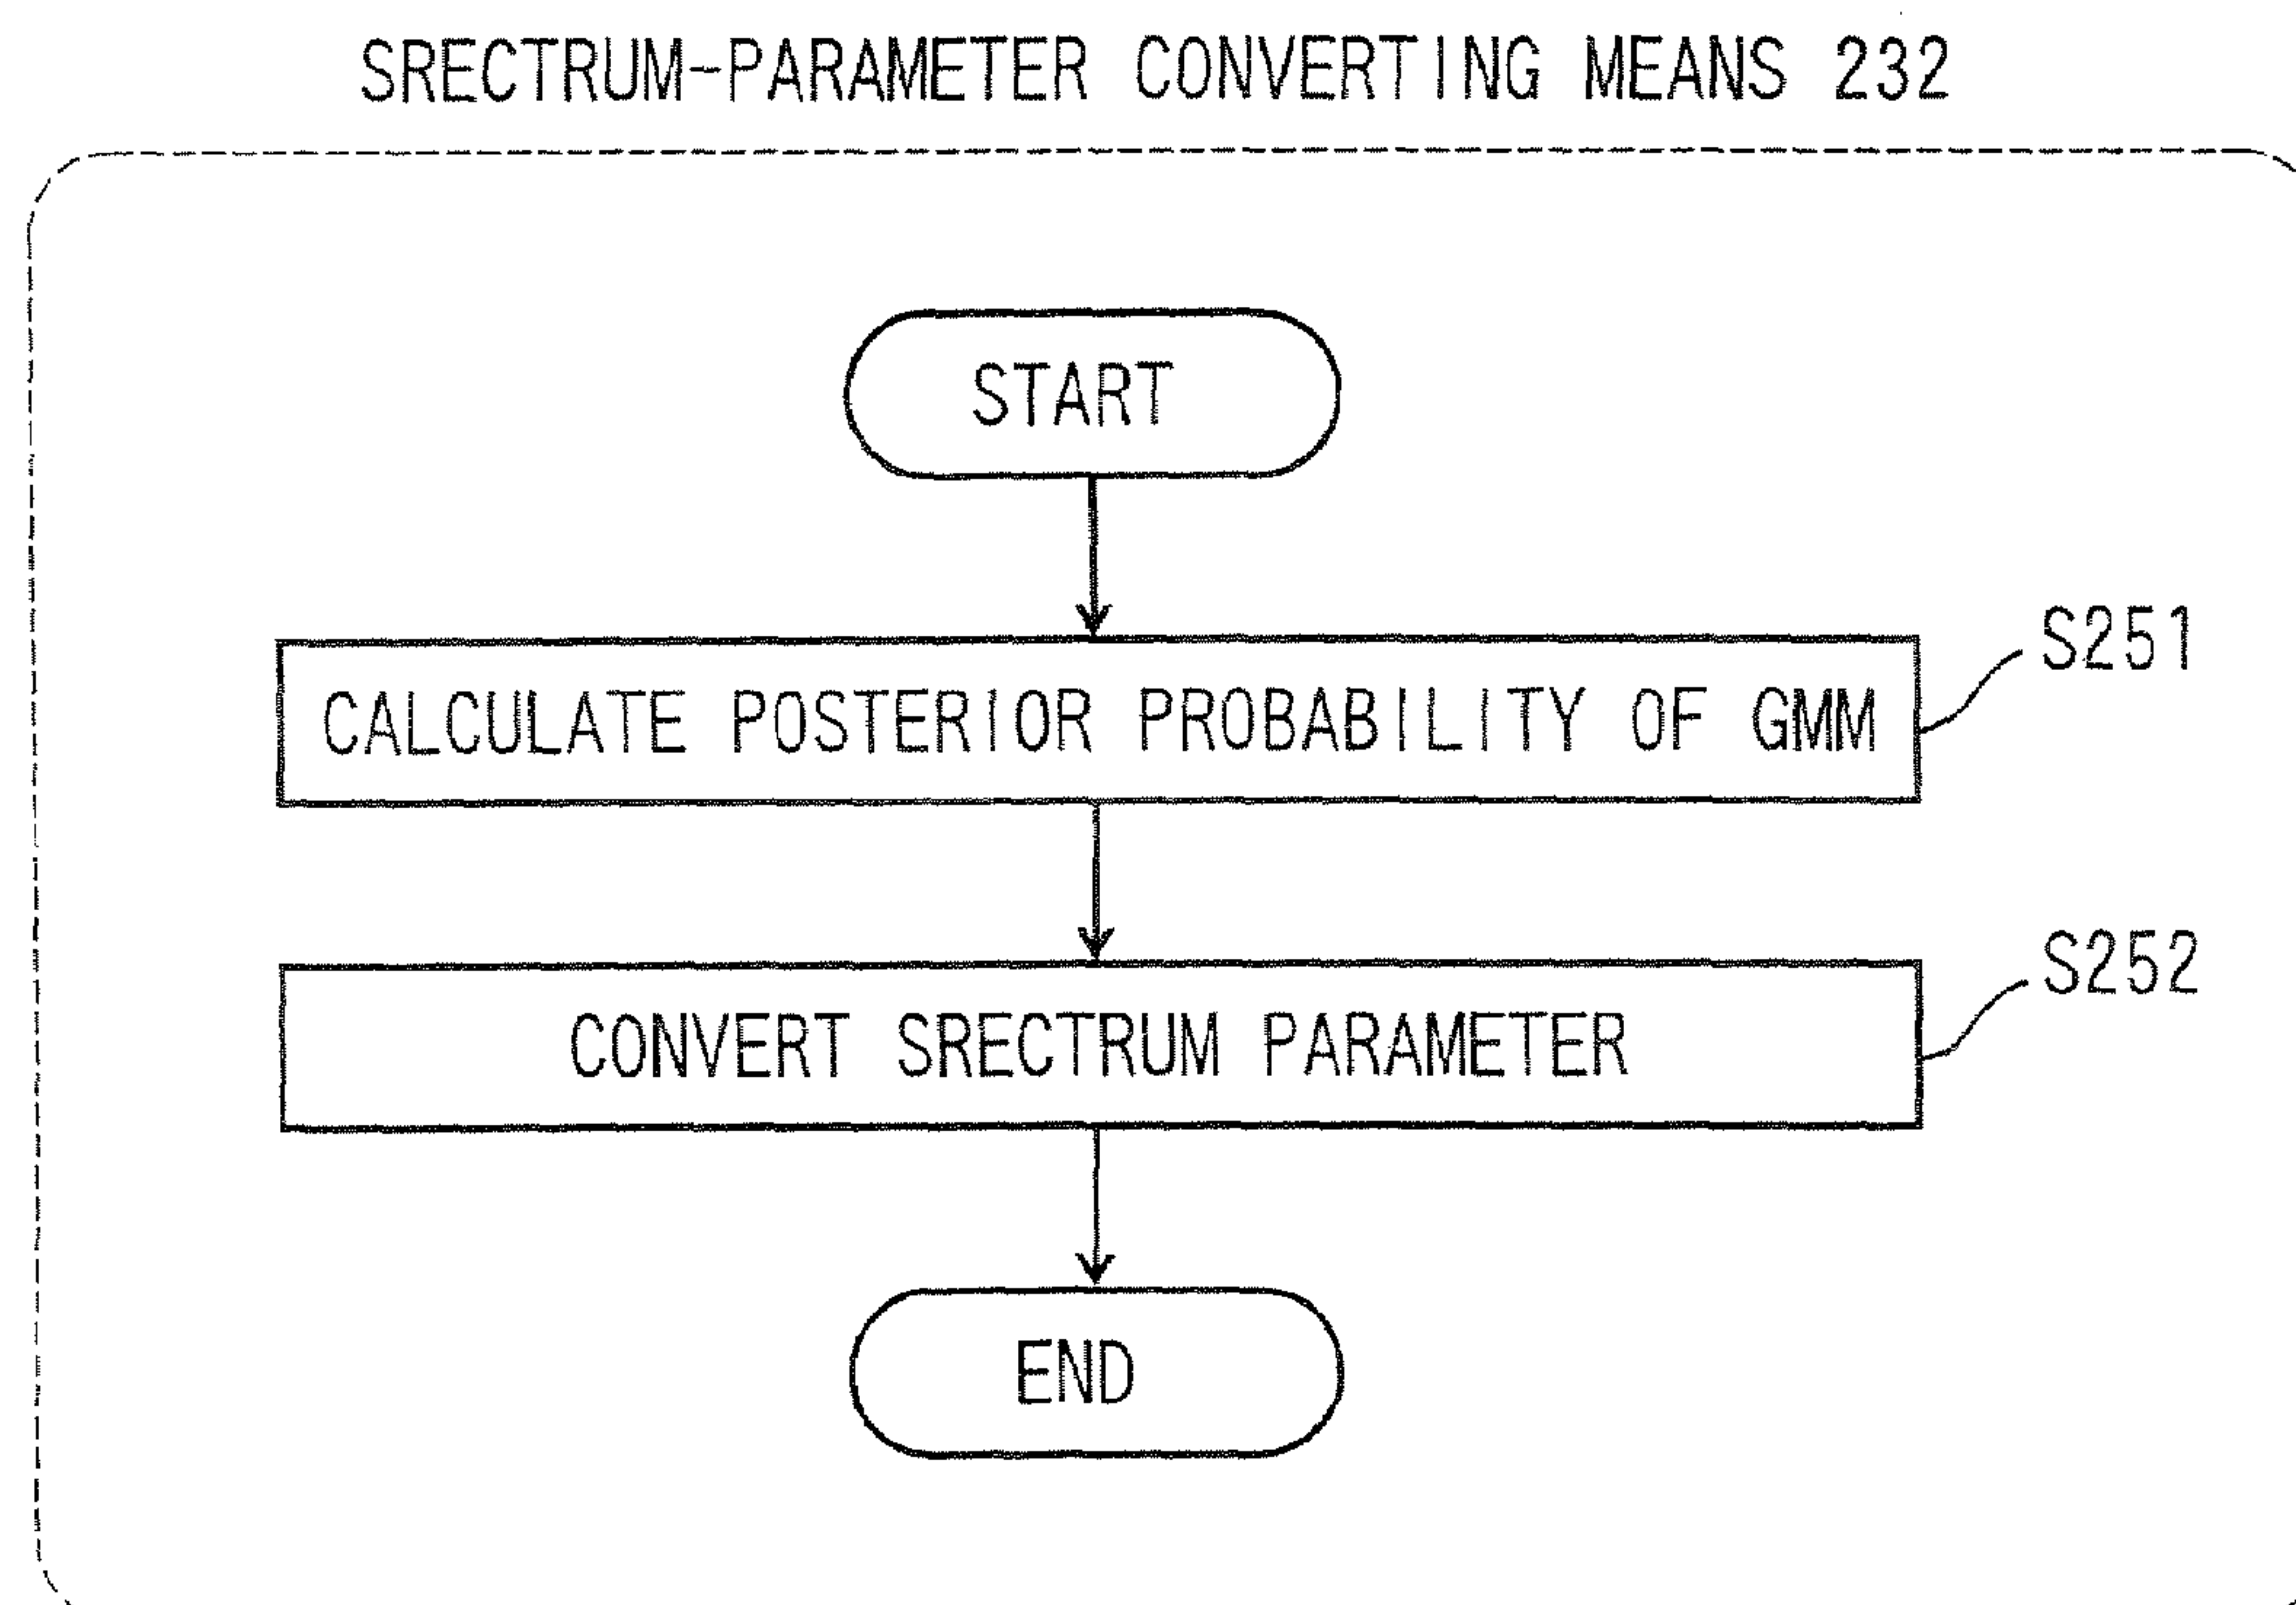 SRECTRUM-PARAMETER CONVERTING MEANS 232
START
S251
CALCULATE POSTERIOR PROBABILITY OF GMM
S252
CONVERT SRECTRUM PARAMETER
END